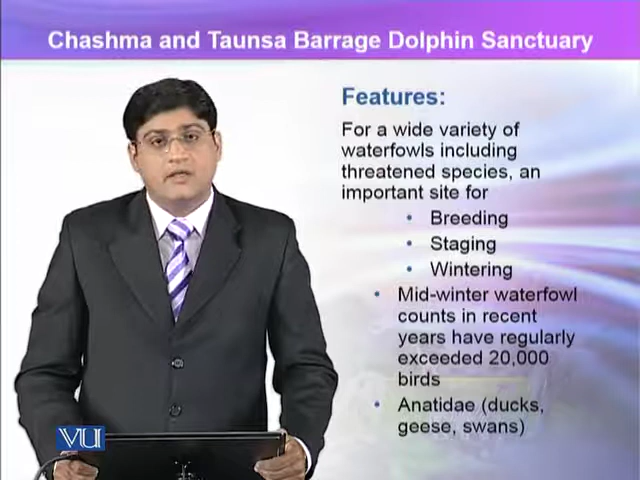 Chashma and Taunsa Barrage Dolphin Sanctuary
Features:
For a wide variety of
waterfowls including
threatened species, an
important site for
• Breeding
• Staging
• Wintering
• Mid-winter waterfowl
counts in recent
years have regularly
exceeded 20,000
birds
• Anatidae (ducks,
geese, swans)
VU